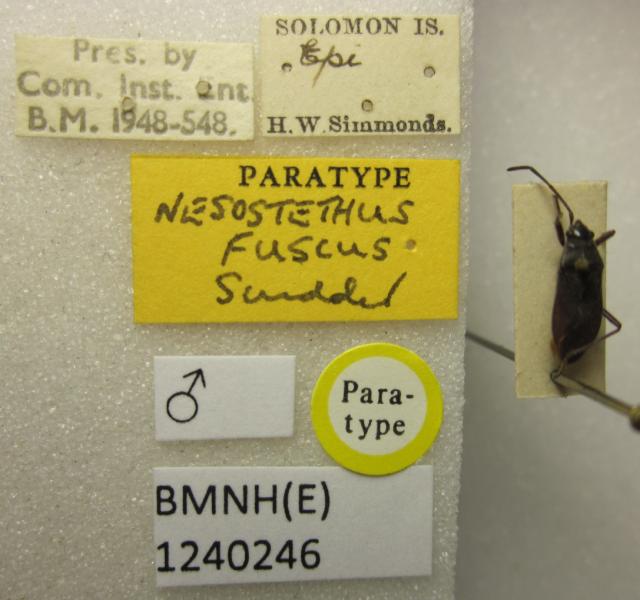 Pres. by
Com. Inst. Ent.
B.M. 1948-548.
SOLOMON IS.
Epi
H.W. Simmonds.
PARATYPE
NESOSTETHUS
FUSCUS
Scudder
♂
Para-
type
BMNH(E)
1240246